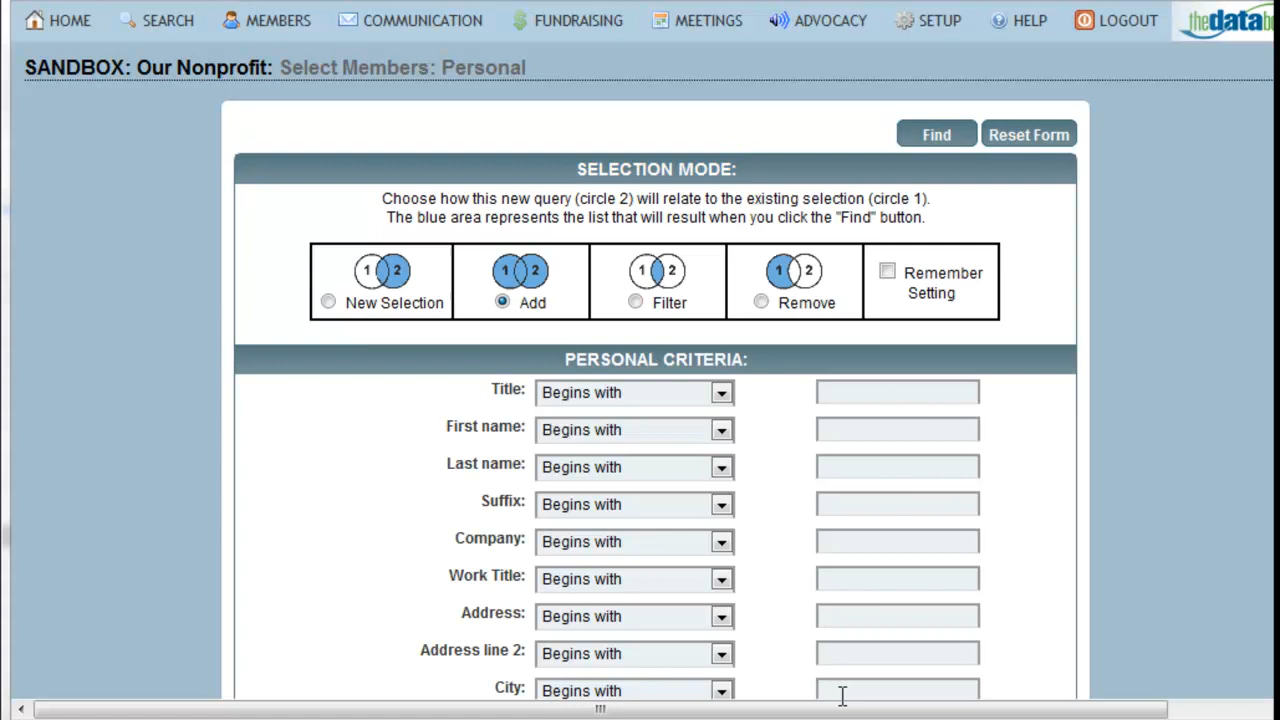 HOME SEARCH MEMBERS COMMUNICATION FUNDRAISING MEETINGS ADVOCACY SETUP HELP LOGOUT
SANDBOX: Our Nonprofit: Select Members: Personal
Find Reset Form
SELECTION MODE:
Choose how this new query (circle 2) will relate to the existing selection (circle 1).
The blue area represents the list that will result when you click the "Find" button.
1 2 1 2 1 2 1 2
New Selection Add Filter Remove Remember Setting
PERSONAL CRITERIA:
Title: Begins with
First name: Begins with
Last name: Begins with
Suffix: Begins with
Company: Begins with
Work Title: Begins with
Address: Begins with
Address line 2: Begins with
City: Begins with